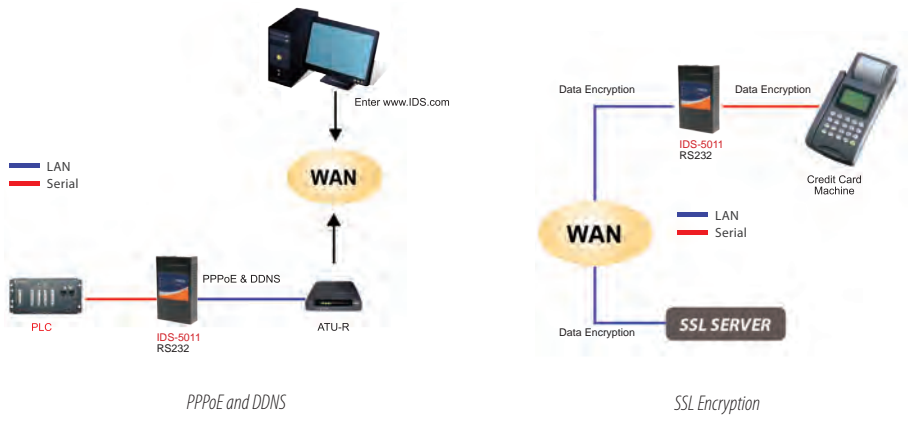 Enter www.IDS.com
WAN
LAN
Serial
PPPoE & DDNS
PLC
IDS-5011
RS232
ATU-R
PPPoE and DDNS
Data Encryption
Data Encryption
IDS-5011
RS232
Credit Card
Machine
LAN
Serial
WAN
Data Encryption
SSL SERVER
SSL Encryption